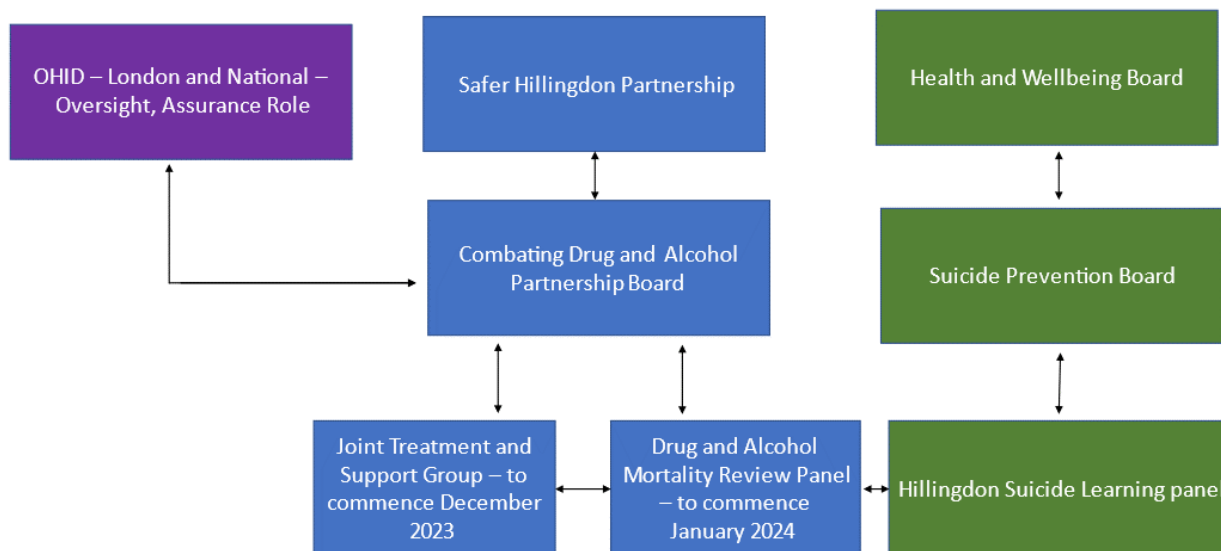 OHID – London and National –
Oversight, Assurance Role
Safer Hillingdon Partnership
Health and Wellbeing Board
Combating Drug and Alcohol
Partnership Board
Suicide Prevention Board
Joint Treatment and
Support Group – to
commence December
2023
Drug and Alcohol
Mortality Review Panel
– to commence
January 2024
Hillingdon Suicide Learning panel